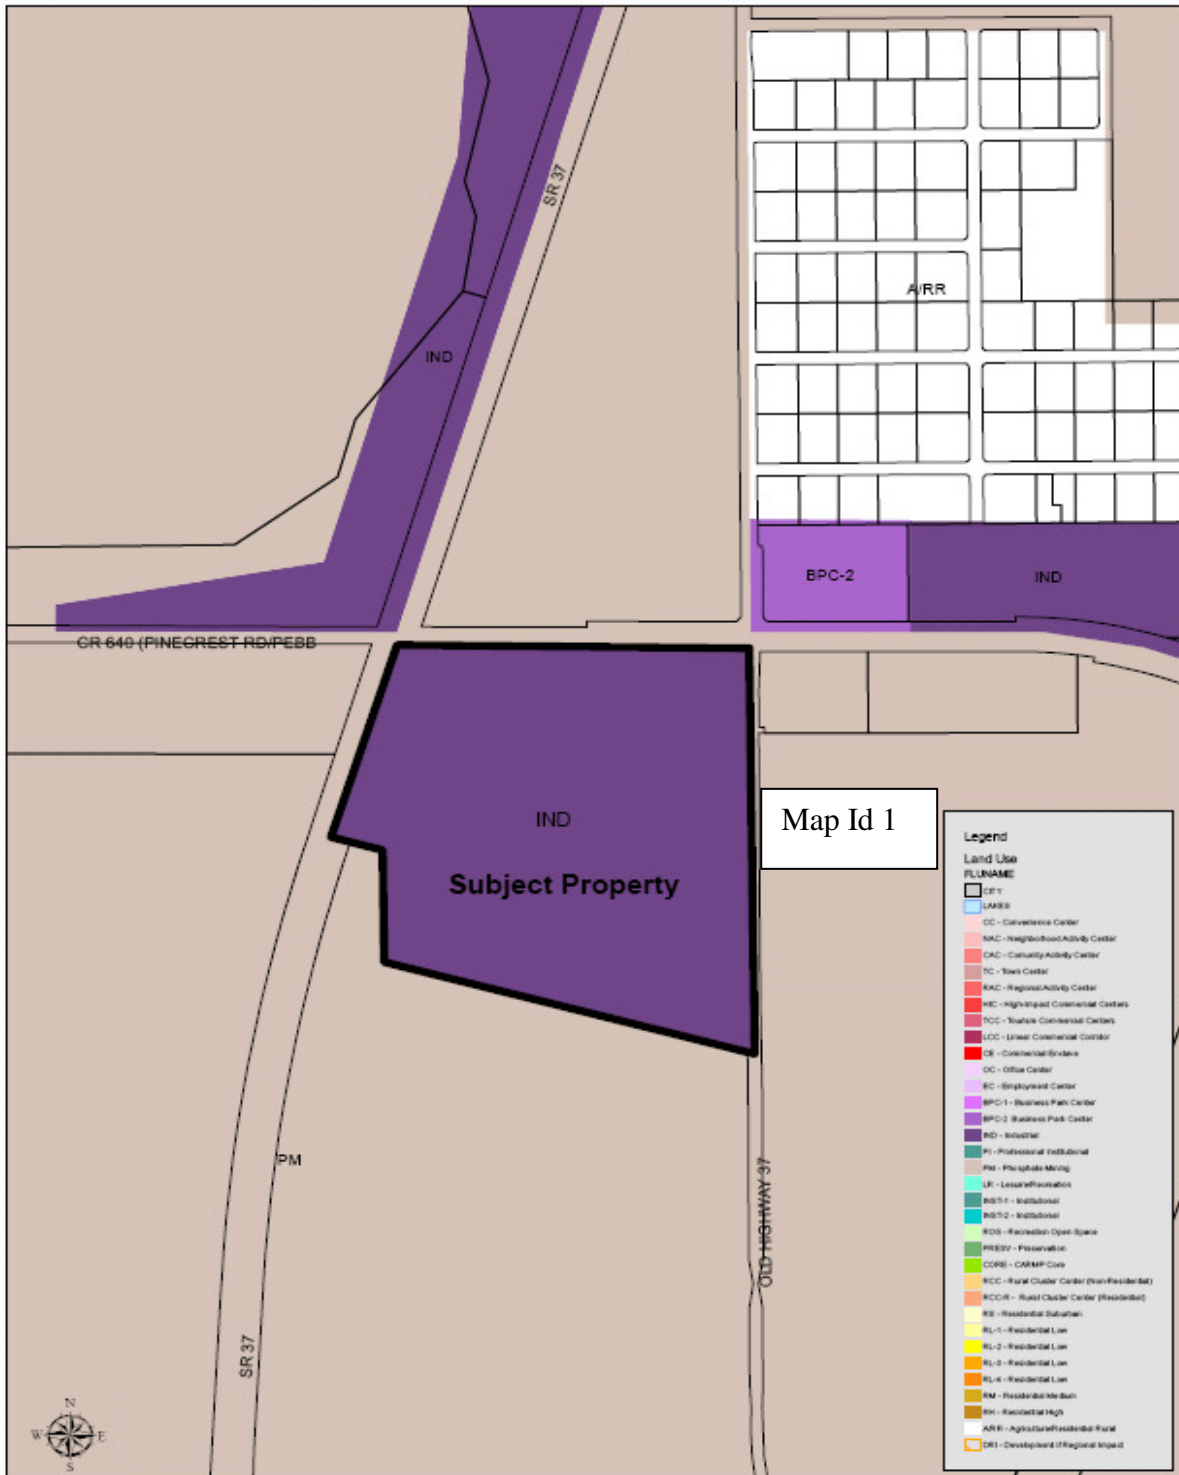 SR 37
A/RR
IND
BPC-2
IND
CR 640 (PINECREST RD/PEBB
IND
Subject Property
Map Id 1
PM
OLD HIGHWAY 37
SR 37
N
W E
S
Legend
Land Use
FLUNAME
CITY
LAKES
CC - Convenience Center
NAC - Neighborhood Activity Center
CAC - Comunity Activity Center
TC - Town Center
RAC - Regional Activity Center
HIC - High-Impact Commercial Centers
TCC - Tourism Commercial Centers
LCC - Linear Commercial Corridor
CE - Commercial Enclave
OC - Office Center
EC - Employment Center
BPC-1 - Business Park Center
BPC-2 Business Park Center
IND - Industrial
PI - Professional Institutional
PM - Phosphate Mining
LR - Leisure/Recreation
INST-1 - Institutional
INST-2 - Institutional
ROS - Recreation Open Space
PRESV - Preservation
CORE - CARMP Core
RCC - Rural Cluster Center (Non-Residential)
RCC-R - Rural Cluster Center (Residential)
RS - Residential Suburban
RL-1 - Residential Low
RL-2 - Residential Low
RL-3 - Residential Low
RL-4 - Residential Low
RM - Residential Medium
RH - Residential High
A/RR - Agriculture/Residential Rural
DRI - Development if Regional Impact